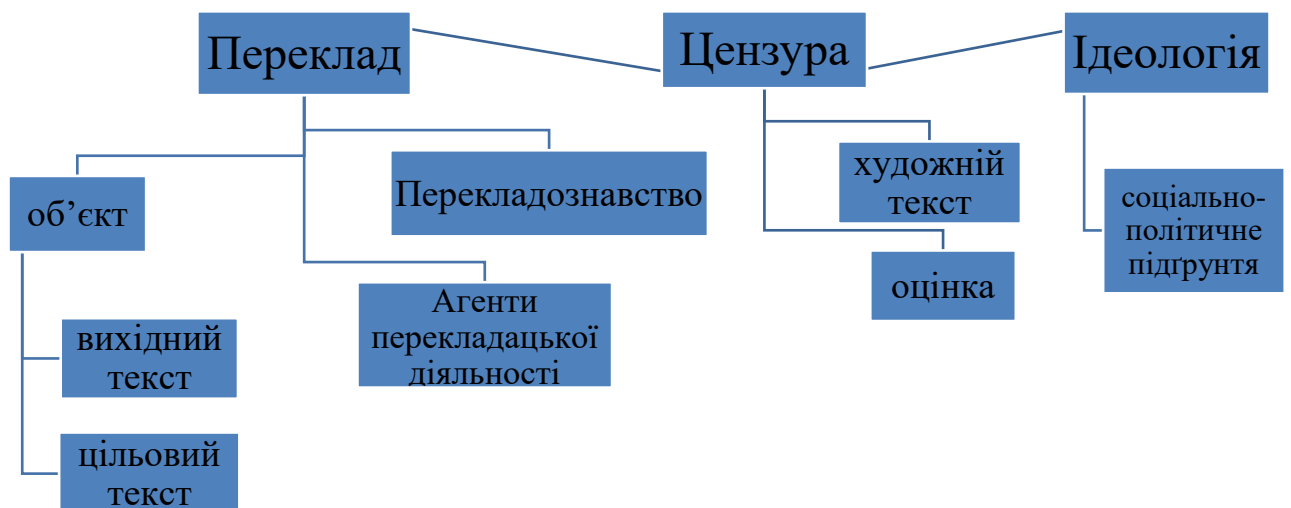 Переклад
Цензура
Ідеологія
об’єкт
Перекладознавство
художній
текст
соціально-
політичне
підґрунтя
оцінка
Агенти
перекладацької
діяльності
вихідний
текст
цільовий
текст